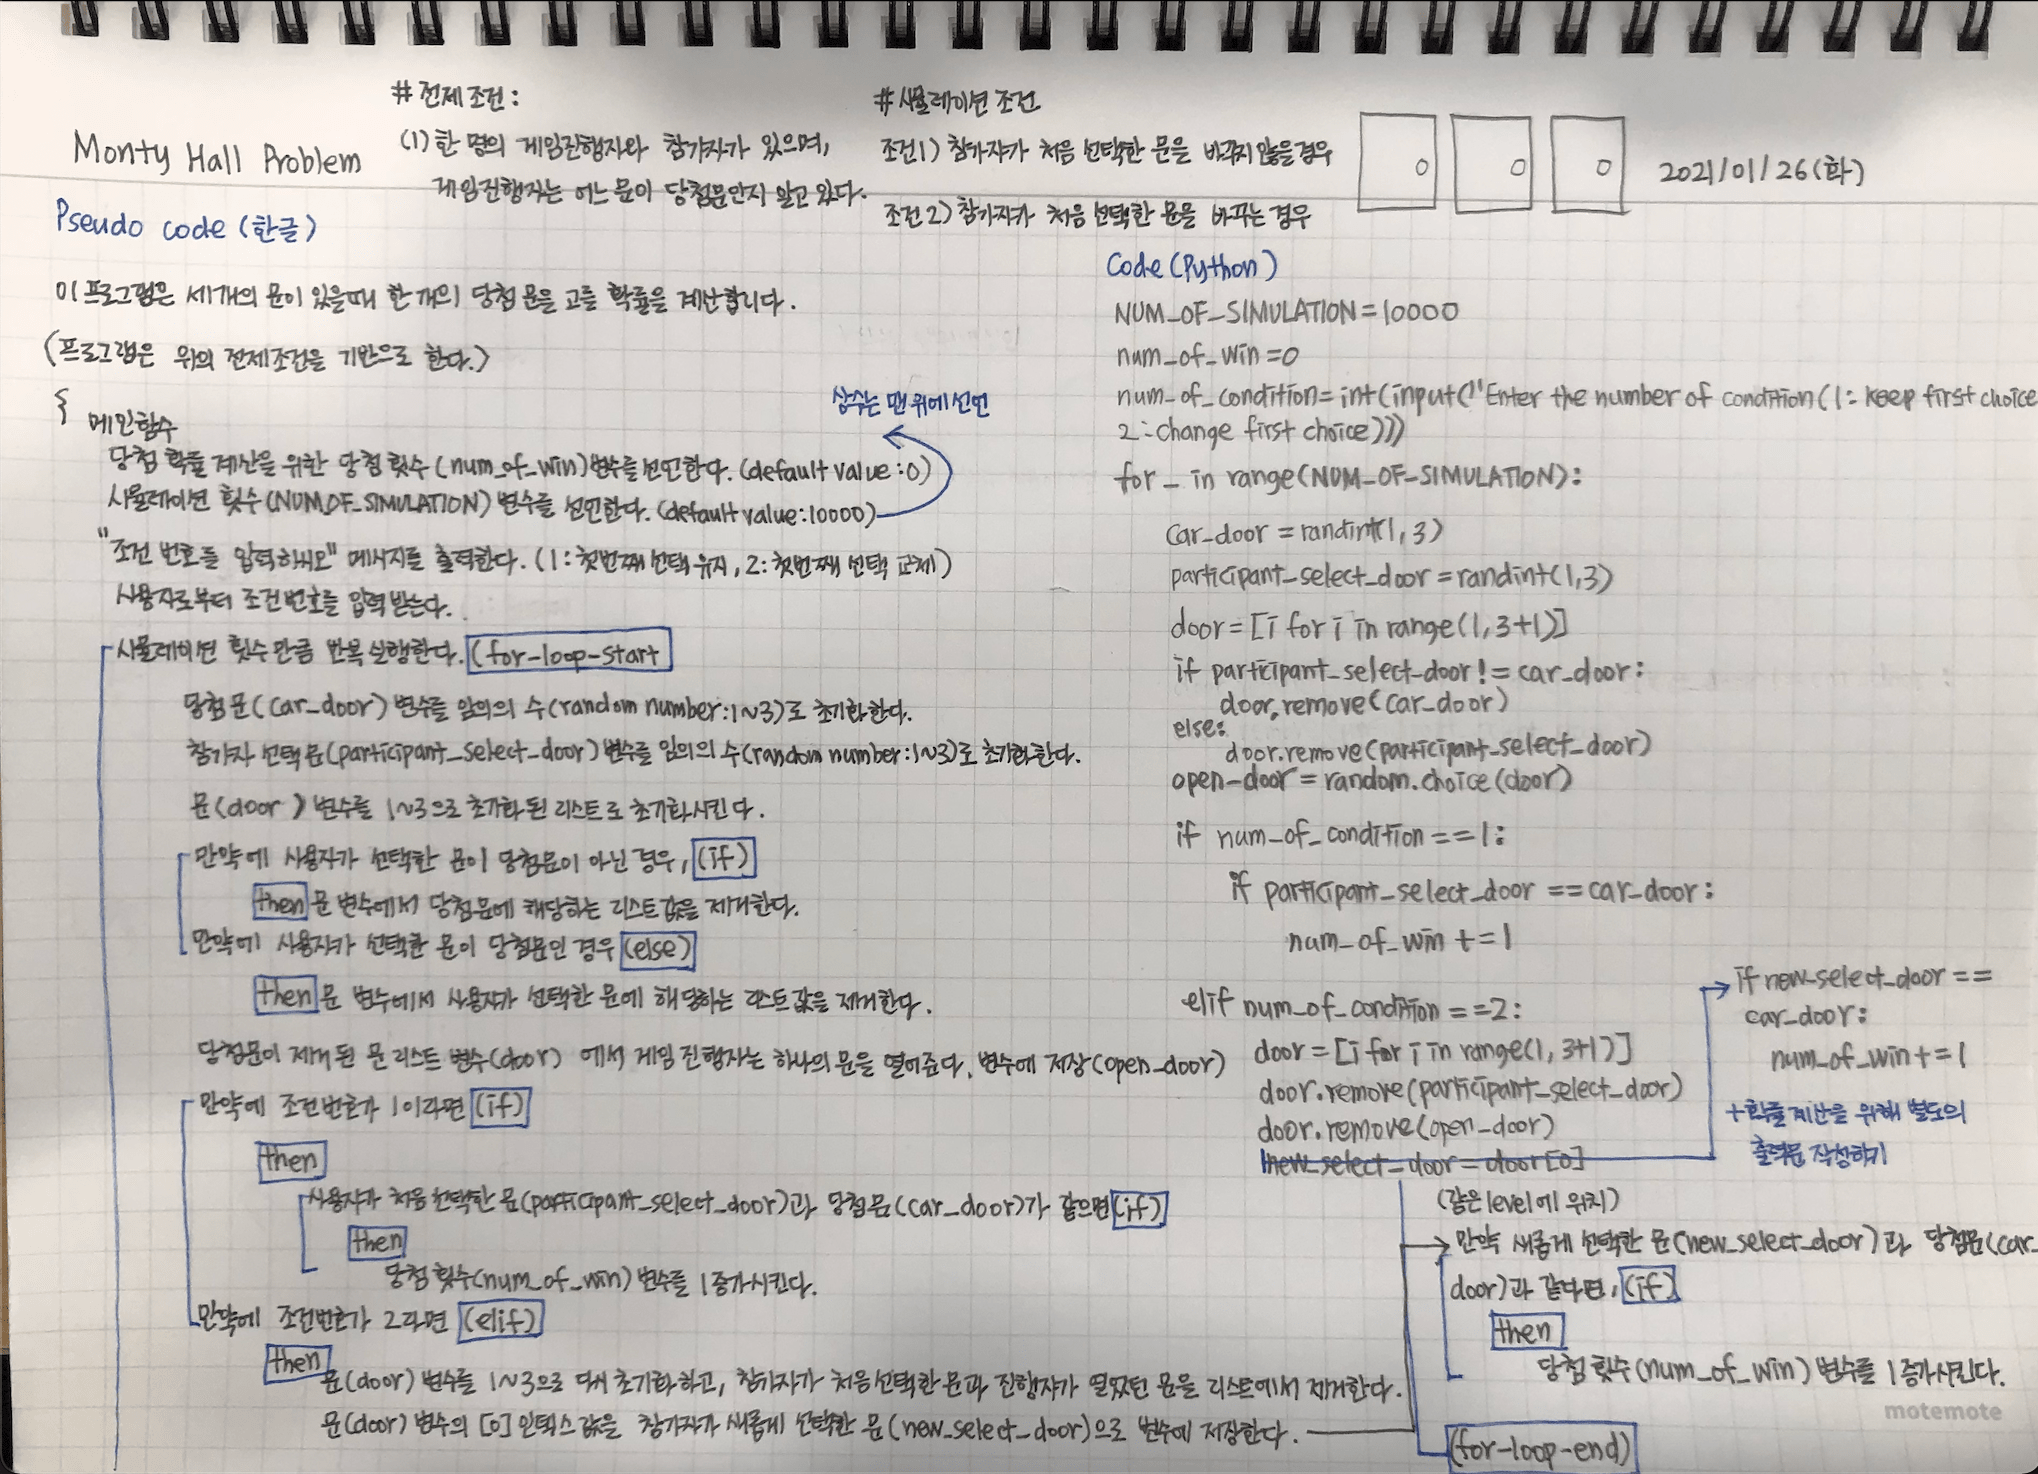 Monty Hall Problem
# 전제조건:
(1) 한 명의 게임진행자와 참가자가 있으며,
게임진행자는 어느 문이 당첨문인지 알고 있다.
# 시뮬레이션 조건
조건1) 참가자가 처음 선택한 문을 바꾸지 않을 경우
조건2) 참가자가 처음 선택한 문을 바꾸는 경우
2021/01/26(화)
Pseudo code (한글)
이 프로그램은 세 개의 문이 있을때 한 개의 당첨 문을 고를 확률을 계산합니다.
(프로그램은 위의 전제조건을 기반으로 한다.)
{
메인함수
상수는 맨 위에 선언
당첨 확률 계산을 위한 당첨 횟수 (num_of_win) 변수를 선언한다. (default value:0)
시뮬레이션 횟수(NUM_OF_SIMULATION) 변수를 선언한다. (default value:10000)
"조건 번호를 입력하시오" 메시지를 출력한다. (1: 첫번째 선택 유지, 2: 첫번째 선택 교체)
사용자로부터 조건번호를 입력 받는다.
시뮬레이션 횟수만큼 반복 실행한다. (for-loop-start
당첨 문(car_door) 변수를 임의의 수(random number:1~3)로 초기화한다.
참가자 선택 문(participant_select_door) 변수를 임의의 수(random number:1~3)로 초기화한다.
문(door) 변수를 1~3으로 초기화 된 리스트로 초기화시킨다.
만약에 사용자가 선택한 문이 당첨문이 아닌 경우, (if)
then 문 변수에서 당첨문에 해당하는 리스트값을 제거한다.
만약에 사용자가 선택한 문이 당첨문인 경우 (else)
then 문 변수에서 사용자가 선택한 문에 해당하는 리스트값을 제거한다.
당첨문이 제거된 문 리스트 변수(door) 에서 게임 진행자는 하나의 문을 열어준다. 변수에 저장(open_door)
만약에 조건번호가 1이라면 (if)
then
사용자가 처음 선택한 문(participant_select_door)과 당첨 문(car_door)가 같으면 (if)
then
당첨 횟수(num_of_win) 변수를 1 증가시킨다.
만약에 조건번호가 2라면 (elif)
then
문(door) 변수를 1~3으로 다시 초기화 하고, 참가자가 처음 선택한 문과 진행자가 열었던 문을 리스트에서 제거한다.
문(door) 변수의 [0] 인덱스 값을 참가자가 새롭게 선택한 문(new_select_door)으로 변수에 저장한다.
Code (Python)
NUM_OF_SIMULATION = 10000
num_of_win = 0
num_of_condition = int(input("Enter the number of condition (1: keep first choice
2: change first choice)))
for _ in range(NUM_OF_SIMULATION):
car_door = randint(1, 3)
participant_select_door = randint(1,3)
door = [i for i in range(1, 3+1)]
if participant_select_door != car_door:
door.remove(car_door)
else:
door.remove(participant_select_door)
open_door = random.choice(door)
if num_of_condition == 1:
if participant_select_door == car_door:
num_of_win += 1
elif num_of_condition == 2:
door = [i for i in range(1, 3+1)]
door.remove(participant_select_door)
door.remove(open_door)
new_select_door = door[0]
if new_select_door ==
car_door:
num_of_win += 1
+확률 계산을 위해 별도의
출력문 작성하기
(같은 level에 위치)
만약 새롭게 선택한 문(new_select_door)과 당첨문(car_
door)과 같다면, (if)
then
당첨 횟수(num_of_win) 변수를 1 증가시킨다.
(for-loop-end)
motemote